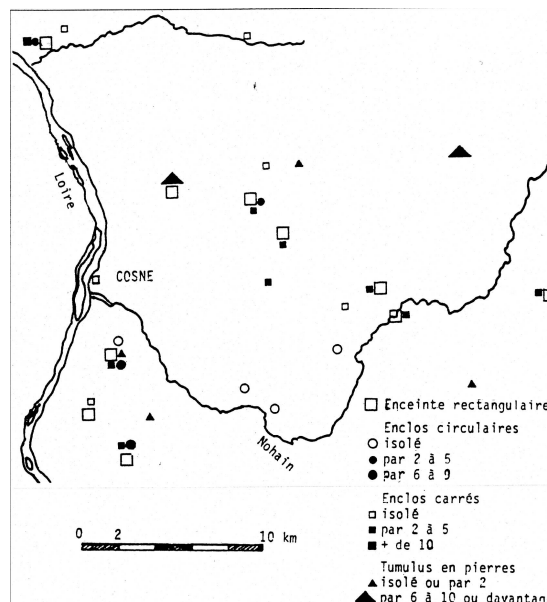 Loire
COSNE
Nohain
Enceinte rectangulaire
Enclos circulaires
isolé
par 2 à 5
par 6 à 9
Enclos carrés
isolé
par 2 à 5
+ de 10
Tumulus en pierres
isolé ou par 2
par 6 à 10 ou davantag
0 2 10 km